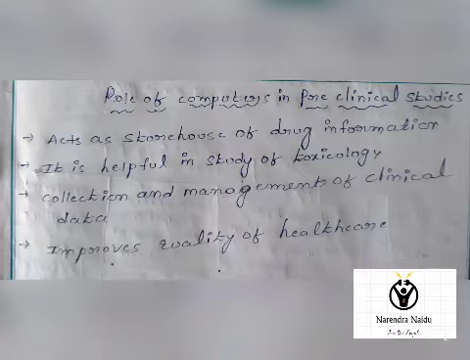 Role of computers in Pre clinical studies
→ Acts as storehouse of drug information
→ It is helpful in study of toxicology
→ collection and management of clinical
data
→ Improves quality of healthcare
Narendra Naidu